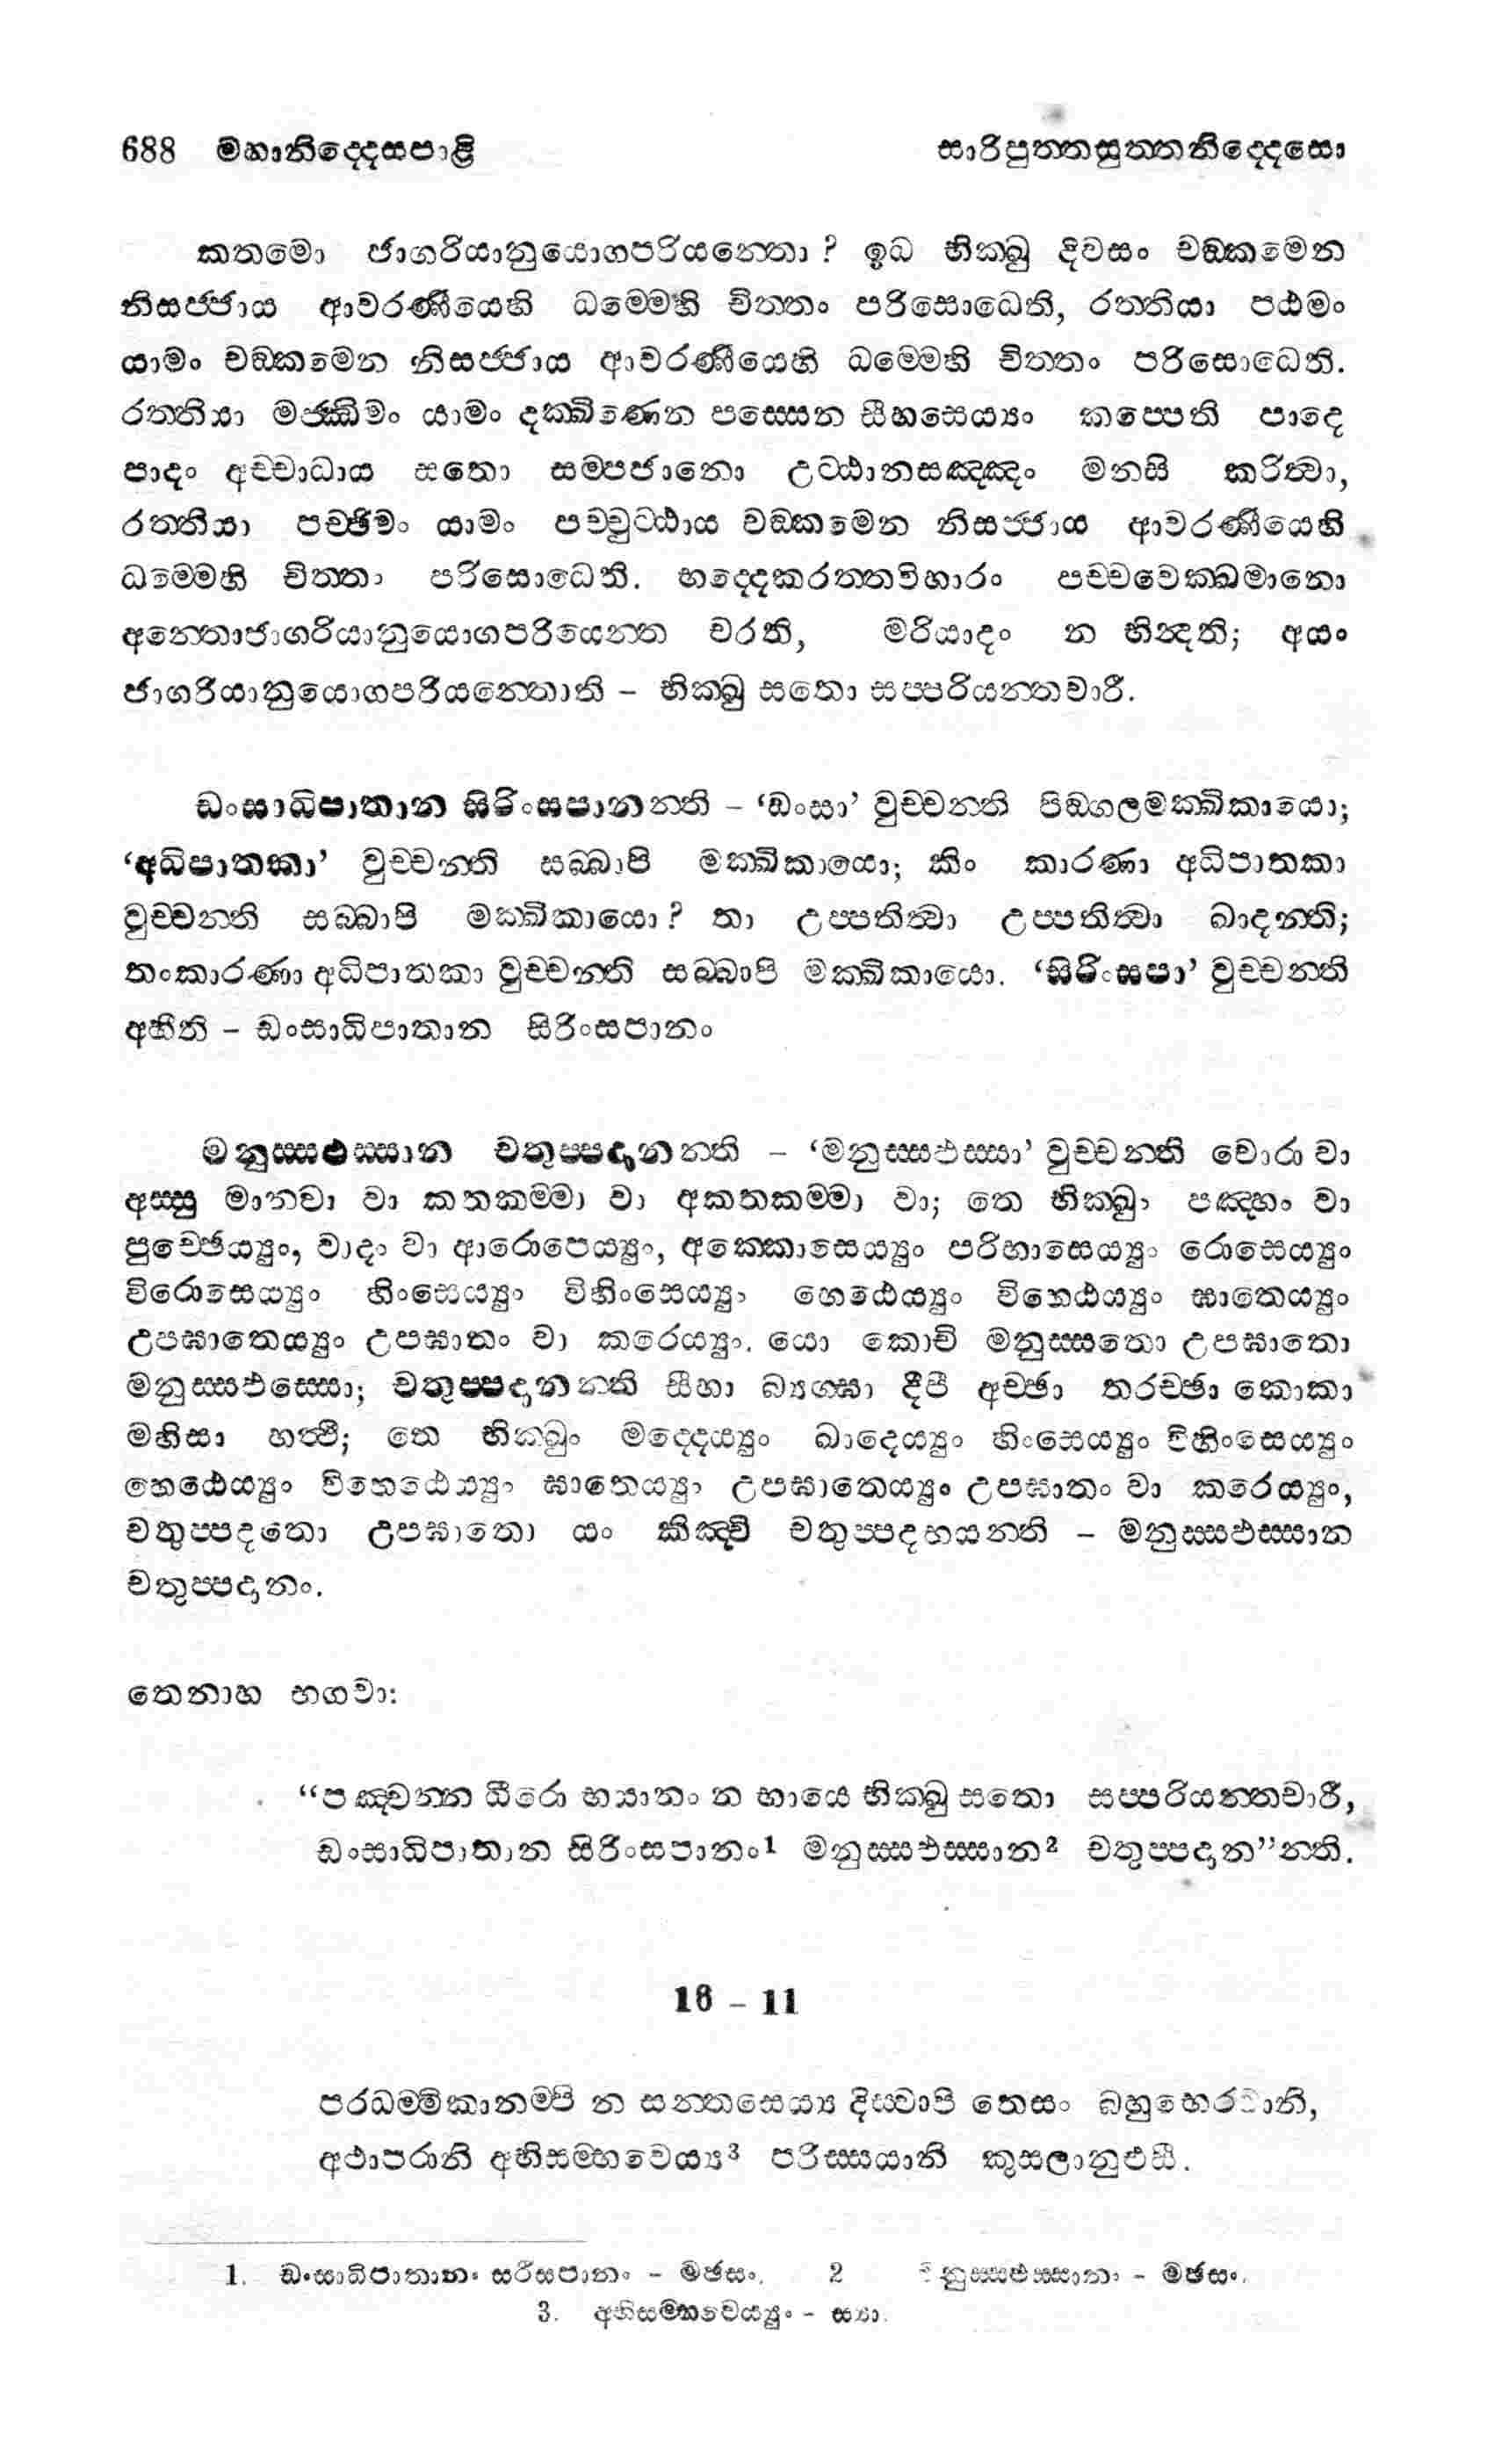 688 මහානිද්දෙසපාළි සාරිපුත්තසුත්තනිද්දෙසො
කතමො ජාගරියානුයොගපරියන්තො? ඉධ භික්ඛු දිවසං චඞ්කමෙන
නිසජ්ජාය ආවරණීයෙහි ධම්මෙහි චිත්තං පරිසොධෙති, රත්තියා පඨමං
යාමං චඞ්කමෙන නිසජ්ජාය ආවරණීයෙහි ධම්මෙහි චිත්තං පරිසොධෙති.
රත්තියා මජ්ඣිමං යාමං දක්ඛිණෙන පස්සෙන සීහසෙය්‍යං කප්පෙති පාදෙ
පාදං අච්චාධාය සතො සම්පජානො උට්ඨානසඤ්ඤං මනසි කරිත්වා,
රත්තියා පච්ඡිමං යාමං පච්චුට්ඨාය චඞ්කමෙන නිසජ්ජාය ආවරණීයෙහි
ධම්මෙහි චිත්තං පරිසොධෙති. භද්දෙකරත්තවිහාරං පච්චවෙක්ඛමානො
අන්තොජාගරියානුයොගපරියන්තෙ චරති, මරියාදං න භින්දති; අයං
ජාගරියානුයොගපරියන්තොති – භික්ඛු සතො සප්පරියන්තචාරී.
ඩංසාධිපාතාන සිරිංසපානන්ති – ‘ඩංසා’ වුච්චන්ති පිඞ්ගලමක්ඛිකායො;
‘අධිපාතකා’ වුච්චන්ති සබ්බාපි මක්ඛිකායො; කිං කාරණා අධිපාතකා
වුච්චන්ති සබ්බාපි මක්ඛිකායො? තා උප්පතිත්වා උප්පතිත්වා ඛාදන්ති;
තංකාරණා අධිපාතකා වුච්චන්ති සබ්බාපි මක්ඛිකායො. ‘සිරිංසපා’ වුච්චන්ති
අහීති – ඩංසාධිපාතාන සිරිංසපානං
මනුස්සඵස්සාන චතුප්පදානන්ති – ‘මනුස්සඵස්සා’ වුච්චන්ති චොරා වා
අස්සු මානවා වා කතකම්මා වා අකතකම්මා වා; තෙ භික්ඛුං පඤ්හං වා
පුච්ඡෙය්‍යුං, වාදං වා ආරොපෙය්‍යුං, අක්කොසෙය්‍යුං පරිභාසෙය්‍යුං රොසෙය්‍යුං
විරොසෙය්‍යුං හිංසෙය්‍යුං විහිංසෙය්‍යුං හෙඨෙය්‍යුං විහෙඨෙය්‍යුං ඝාතෙය්‍යුං
උපඝාතෙය්‍යුං උපඝාතං වා කරෙය්‍යුං. යො කොචි මනුස්සතො උපඝාතො
මනුස්සඵස්සො; චතුප්පදානන්ති සීහා බ්‍යග්ඝා දීපී අච්ඡා තරච්ඡා කොකා
මහිසා හත්ථී; තෙ භික්ඛුං මද්දෙය්‍යුං ඛාදෙය්‍යුං හිංසෙය්‍යුං විහිංසෙය්‍යුං
හෙඨෙය්‍යුං විහෙඨෙය්‍යුං ඝාතෙය්‍යුං උපඝාතෙය්‍යුං උපඝාතං වා කරෙය්‍යුං,
චතුප්පදතො උපඝාතො යං කිඤ්චි චතුප්පදභයන්ති – මනුස්සඵස්සාන
චතුප්පදානං.
තෙනාහ භගවා:
“පඤ්චන්න ධීරො භයානං න භායෙ භික්ඛු සතො සප්පරියන්තචාරී,
ඩංසාධිපාතාන සිරිංසපානං1 මනුස්සඵස්සාන2 චතුප්පදාන”න්ති.
16 – 11
පරධම්මිකානම්පි න සන්තසෙය්‍ය දිස්වාපි තෙසං බහුභෙරවානි,
අථාපරානි අභිසම්භවෙය්‍ය3 පරිස්සයානි කුසලානුඑසී.
1. ඩංසාධිපාතානං සරීසපානං – මඡසං. 2 මනුස්සඵස්සානං – මඡසං.
3. අභිසම්භවෙය්‍යුං – ස්‍යා.